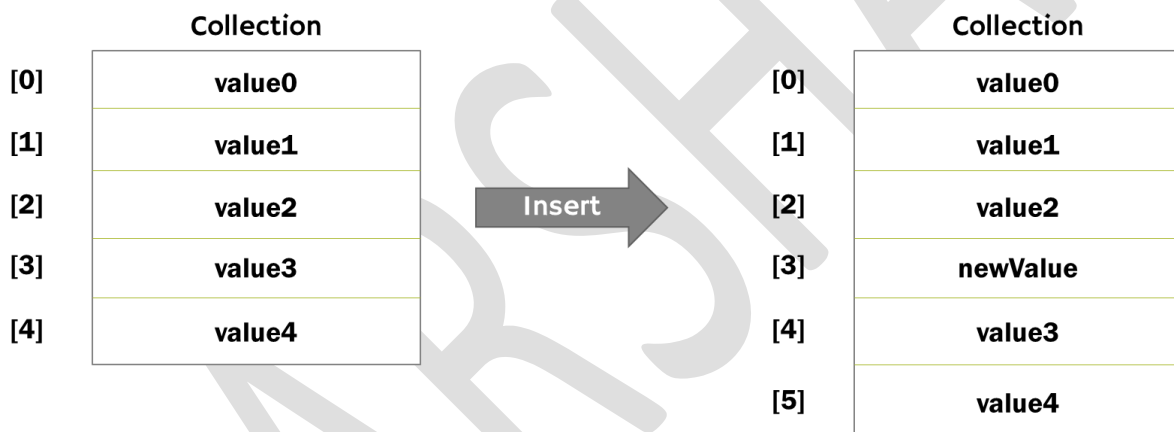 Collection Collection
[0] value0 [0] value0
[1] value1 [1] value1
[2] value2 Insert [2] value2
[3] value3 [3] newValue
[4] value4 [4] value3
[5] value4